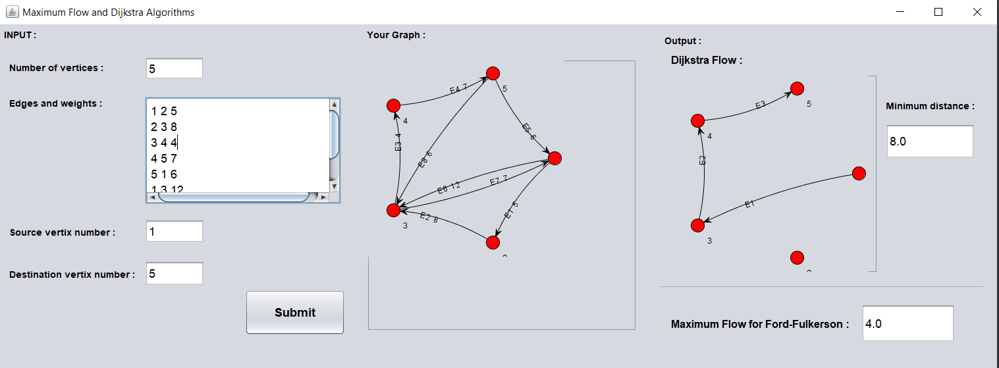 Maximum Flow and Dijkstra Algorithms
INPUT :
Number of vertices :
5
Edges and weights :
1 2 5
2 3 8
3 4 4
4 5 7
5 1 6
1 3 12
Source vertix number :
1
Destination vertix number :
5
Submit
Your Graph :
E4 7
5
4
E3 4
E8 6
E5 6
E6 12
E7 7
E2 8
E1 5
3
Output :
Dijkstra Flow :
E3
5
4
E2
E1
3
Minimum distance :
8.0
Maximum Flow for Ford-Fulkerson :
4.0